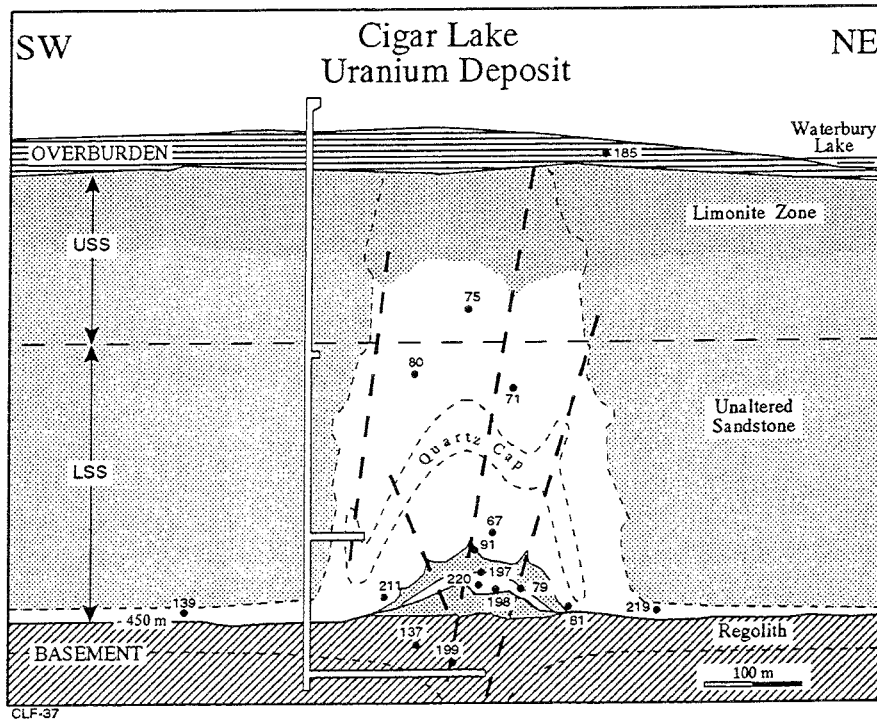 SW
Cigar Lake
Uranium Deposit
NE
Waterbury
Lake
OVERBURDEN
185
Limonite Zone
USS
75
80
71
Unaltered
Sandstone
Quartz Cap
LSS
67
91
197
220
79
211
198
139
81
219
- 450 m
137
Regolith
BASEMENT
199
100 m
CLF-37